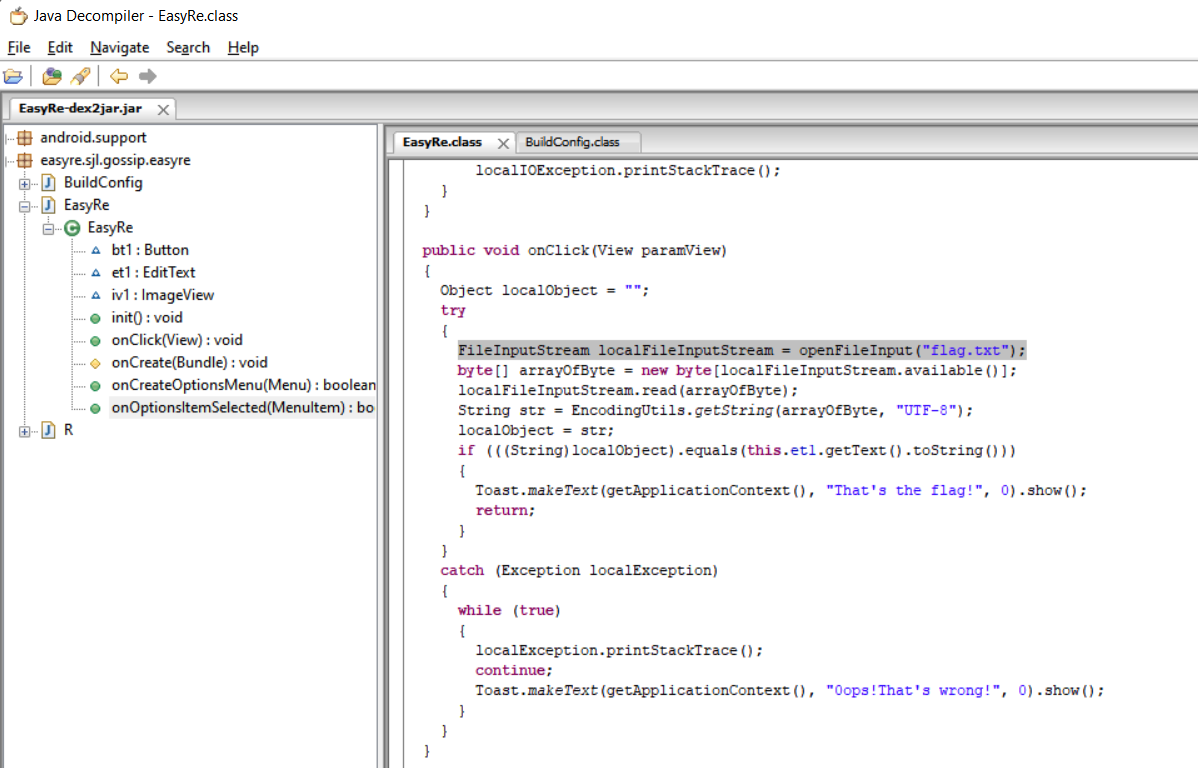 Java Decompiler - EasyRe.class
File Edit Navigate Search Help
EasyRe-dex2jar.jar
android.support
easyre.sjl.gossip.easyre
BuildConfig
EasyRe
EasyRe
bt1 : Button
et1 : EditText
iv1 : ImageView
init() : void
onClick(View) : void
onCreate(Bundle) : void
onCreateOptionsMenu(Menu) : boolean
onOptionsItemSelected(MenuItem) : bo
R
EasyRe.class BuildConfig.class
localIOException.printStackTrace();
}
}
public void onClick(View paramView)
{
Object localObject = "";
try
{
FileInputStream localFileInputStream = openFileInput("flag.txt");
byte[] arrayOfByte = new byte[localFileInputStream.available()];
localFileInputStream.read(arrayOfByte);
String str = EncodingUtils.getString(arrayOfByte, "UTF-8");
localObject = str;
if (((String)localObject).equals(this.et1.getText().toString()))
{
Toast.makeText(getApplicationContext(), "That's the flag!", 0).show();
return;
}
}
catch (Exception localException)
{
while (true)
{
localException.printStackTrace();
continue;
Toast.makeText(getApplicationContext(), "0ops!That's wrong!", 0).show();
}
}
}